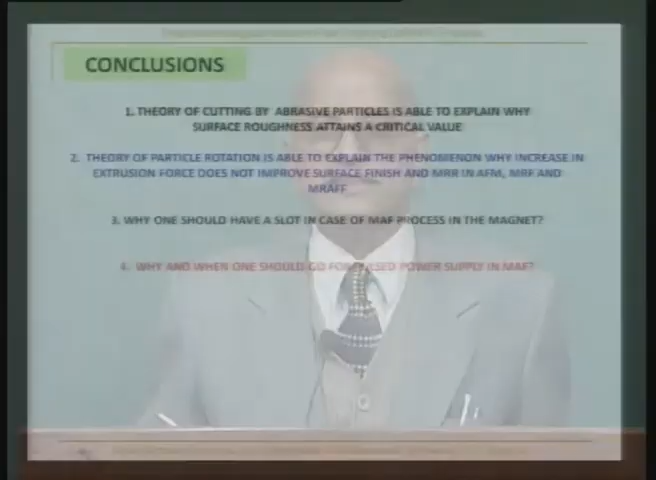 CONCLUSIONS
1. THEORY OF CUTTING BY ABRASIVE PARTICLES IS ABLE TO EXPLAIN WHY
SURFACE ROUGHNESS ATTAINS A CRITICAL VALUE
2. THEORY OF PARTICLE ROTATION IS ABLE TO EXPLAIN THE PHENOMENON WHY INCREASE IN
EXTRUSION FORCE DOES NOT IMPROVE SURFACE FINISH AND MRR IN AFM, MRF AND
MRAFF
3. WHY ONE SHOULD HAVE A SLOT IN CASE OF MAF PROCESS IN THE MAGNET?
4. WHY AND WHEN ONE SHOULD GO FOR PULSED POWER SUPPLY IN MAF?